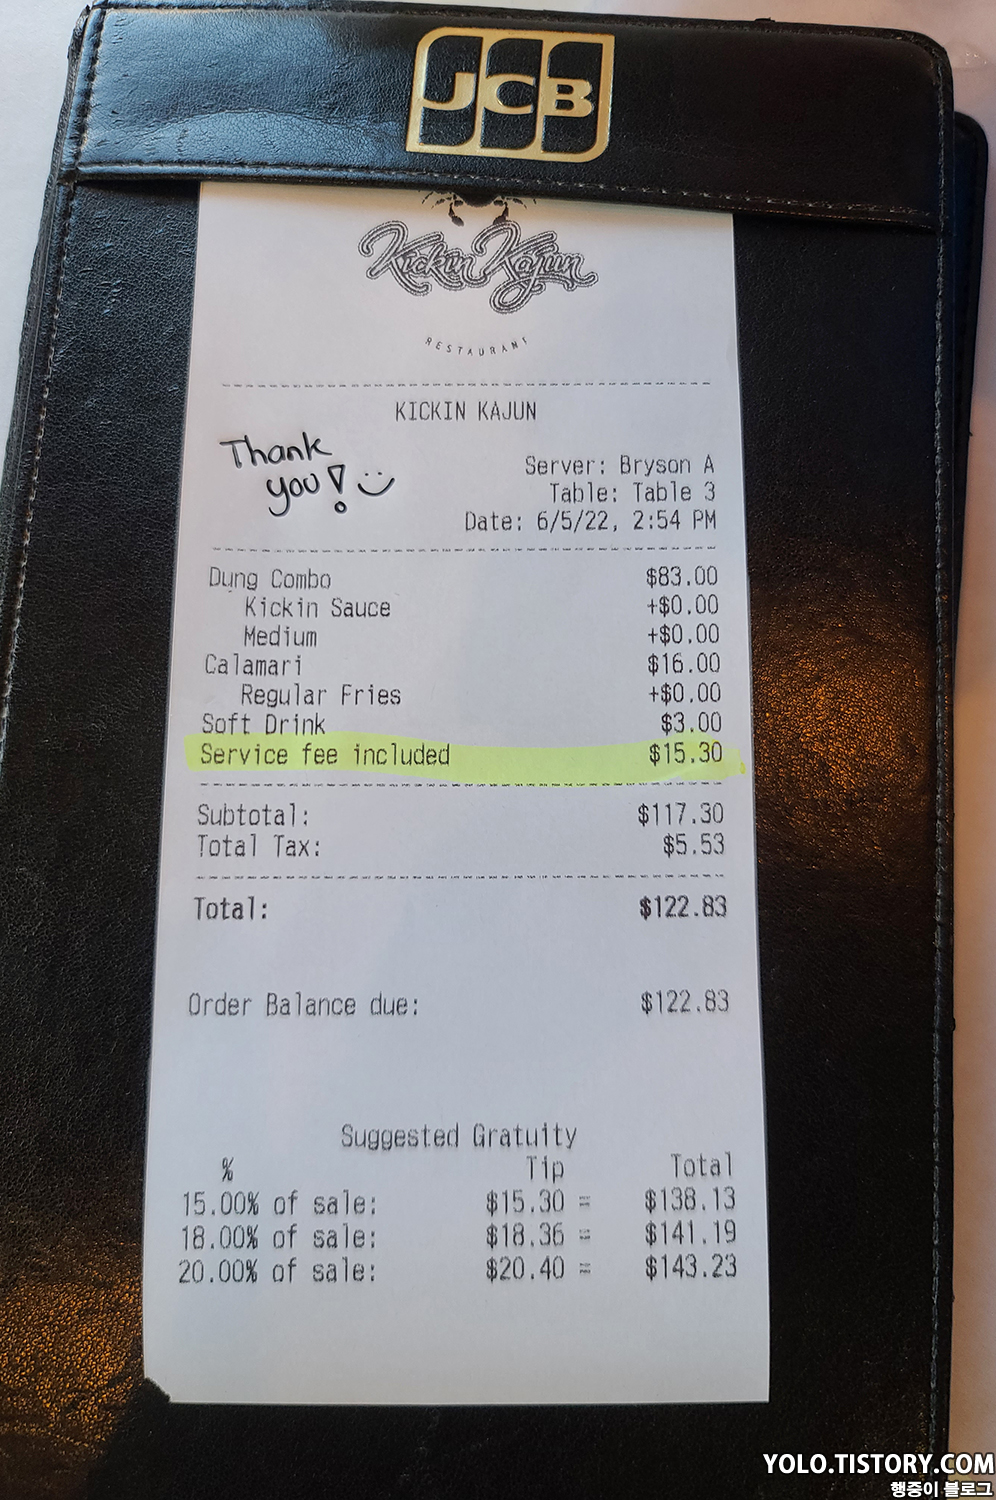 JCB
Kickin Kajun
RESTAURANT
KICKIN KAJUN
Thank
you!
Server: Bryson A
Table: Table 3
Date: 6/5/22, 2:54 PM
Dung Combo $83.00
Kickin Sauce +$0.00
Medium +$0.00
Calamari $16.00
Regular Fries +$0.00
Soft Drink $3.00
Service fee included $15.30
Subtotal: $117.30
Total Tax: $5.53
Total: $122.83
Order Balance due: $122.83
Suggested Gratuity
% Tip Total
15.00% of sale: $15.30 = $138.13
18.00% of sale: $18.36 = $141.19
20.00% of sale: $20.40 = $143.23
YOLO.TISTORY.COM
행중이 블로그